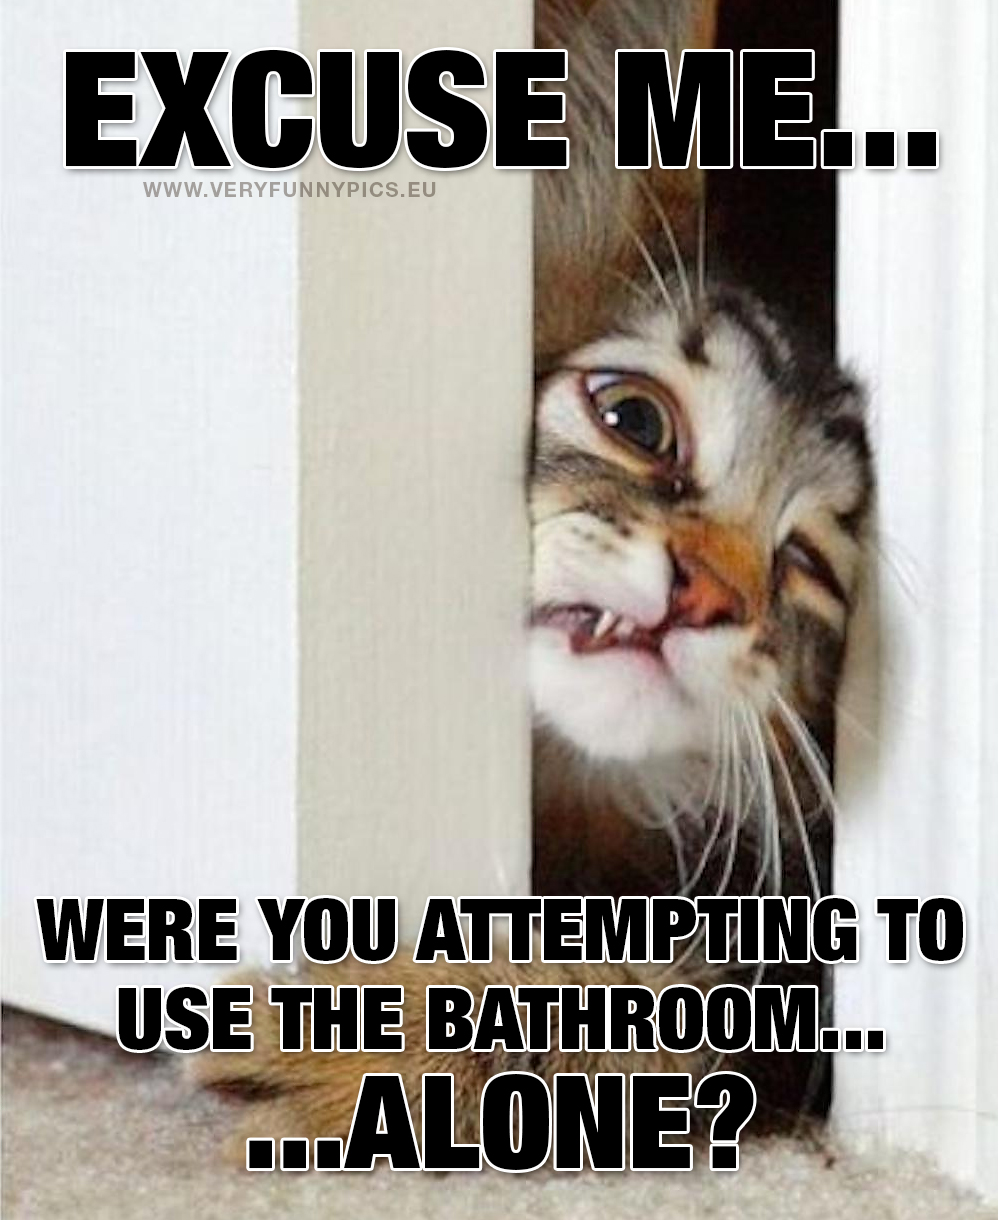 EXCUSE ME...
WWW.VERYFUNNYPICS.EU
WERE YOU ATTEMPTING TO
USE THE BATHROOM...
...ALONE?